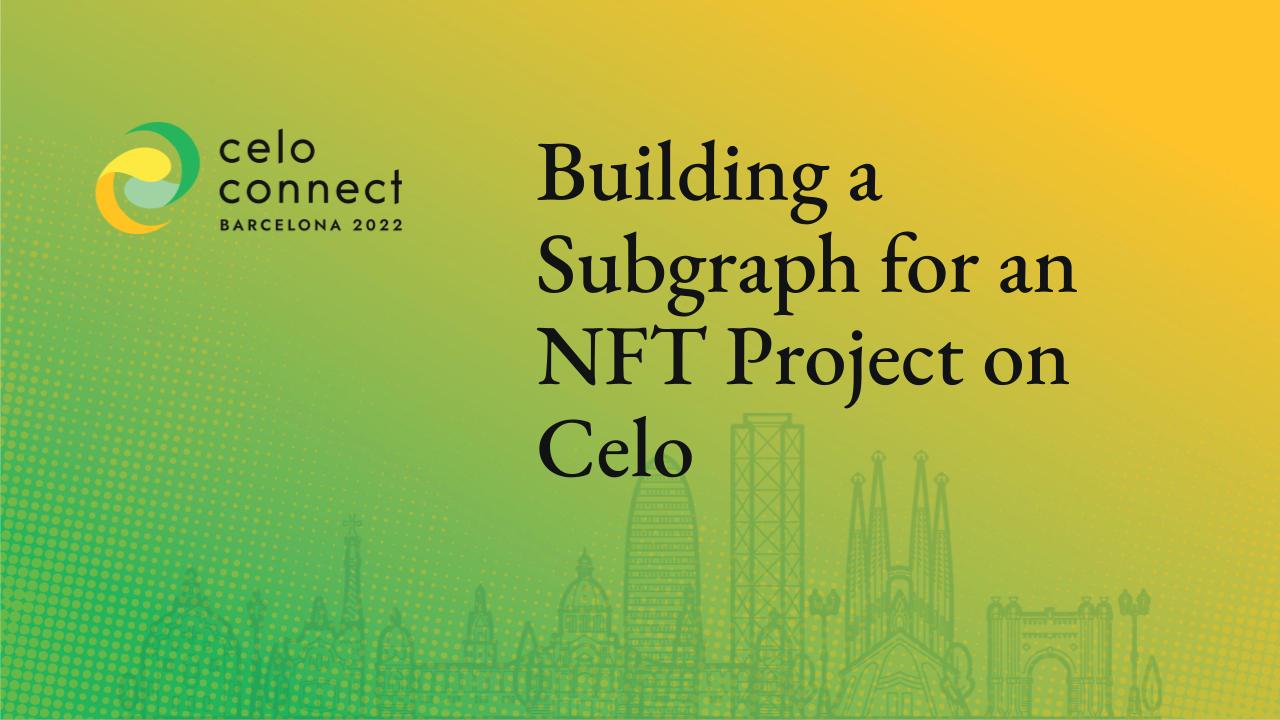 celo
connect
BARCELONA 2022
Building a
Subgraph for an
NFT Project on
Celo